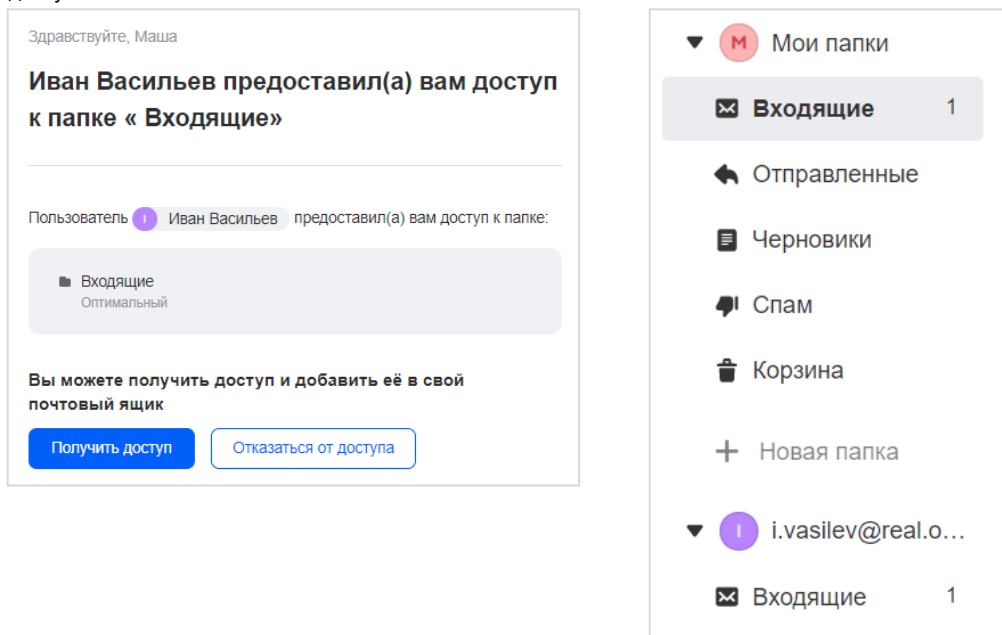 Здравствуйте, Маша
Иван Васильев предоставил(а) вам доступ
к папке « Входящие»
Пользователь I Иван Васильев предоставил(а) вам доступ к папке:
Входящие
Оптимальный
Вы можете получить доступ и добавить её в свой
почтовый ящик
Получить доступ Отказаться от доступа
М Мои папки
Входящие 1
Отправленные
Черновики
Спам
Корзина
+ Новая папка
I i.vasilev@real.o...
Входящие 1